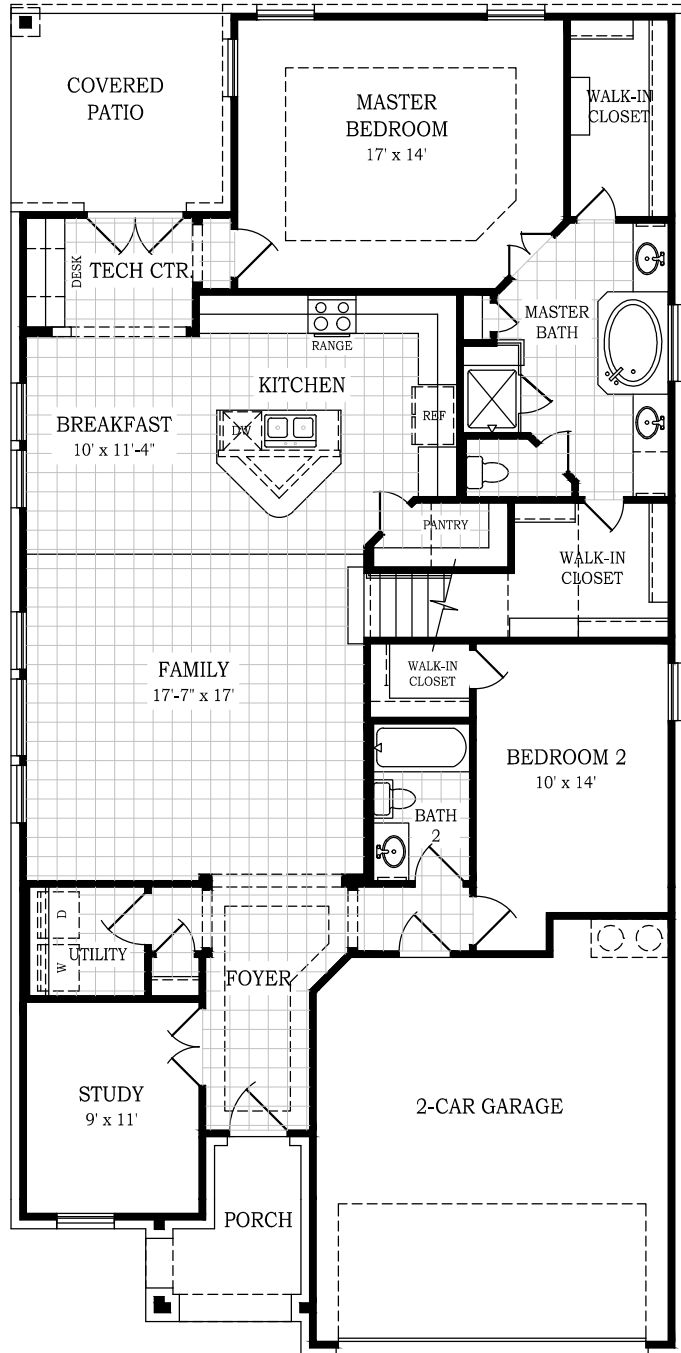 COVERED
PATIO
MASTER
BEDROOM
17' x 14'
WALK-IN
CLOSET
DESK
TECH CTR.
MASTER
BATH
RANGE
KITCHEN
REF
DW
BREAKFAST
10' x 11'-4"
PANTRY
WALK-IN
CLOSET
FAMILY
17'-7" x 17'
WALK-IN
CLOSET
BEDROOM 2
10' x 14'
BATH
2
D
W
UTILITY
FOYER
STUDY
9' x 11'
2-CAR GARAGE
PORCH